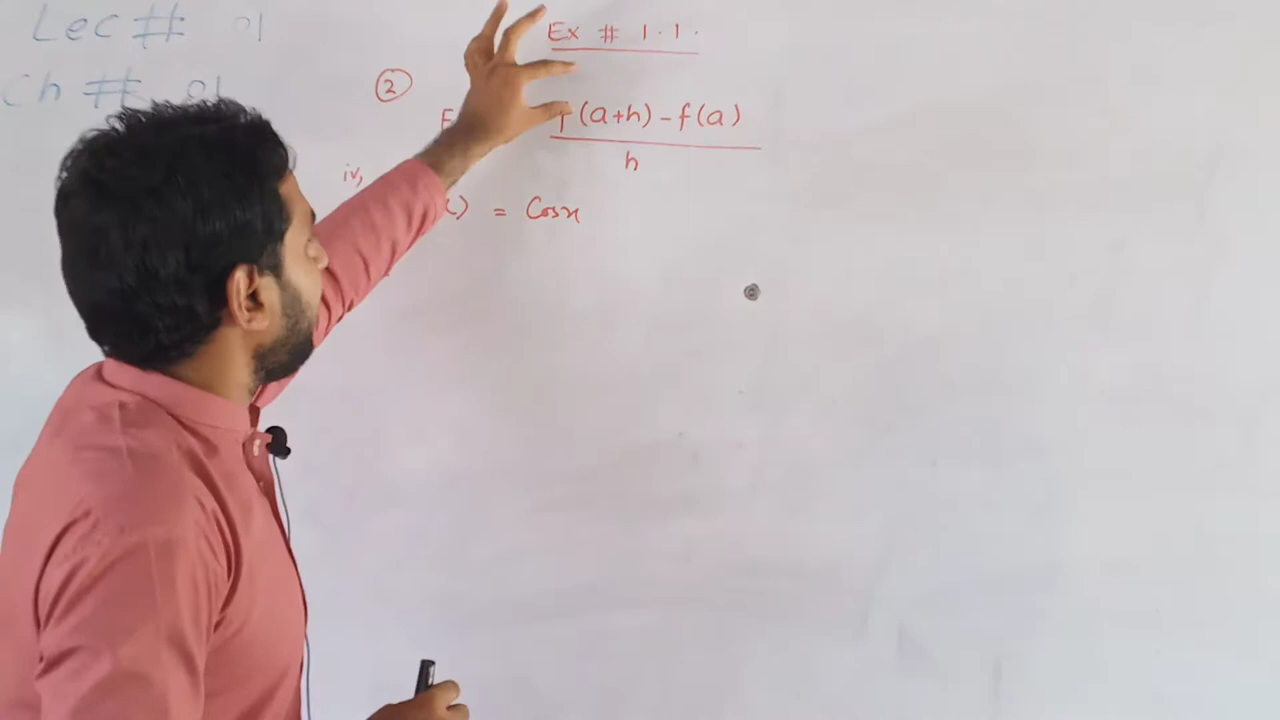 Lec # 01
Ch # 01
Ex # 1.1.
②
f(a+h) - f(a)
h
iv,
) = Cosx